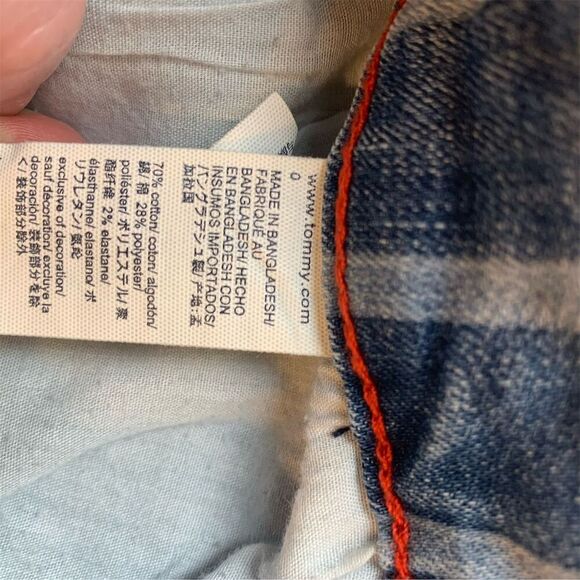 www.tommy.com
0
MADE IN BANGLADESH/
FABRIQUÉ AU
BANGLADESH/ HECHO
EN BANGLADESH CON
INSUMOS IMPORTADOS/
バングラデシュ製/ 产地:孟
加拉国
70% cotton/ coton/ algodón/
綿/ 棉 28% polyester/
poliéster/ ポリエステル/ 聚
酯纤维 2% elastane/
élasthanne/ elastano/ ポ
リウレタン/ 氨纶
exclusive of decoration/
sauf décoration/ excluye la
decoración/ 装飾部分を除
く/ 装饰部分除外